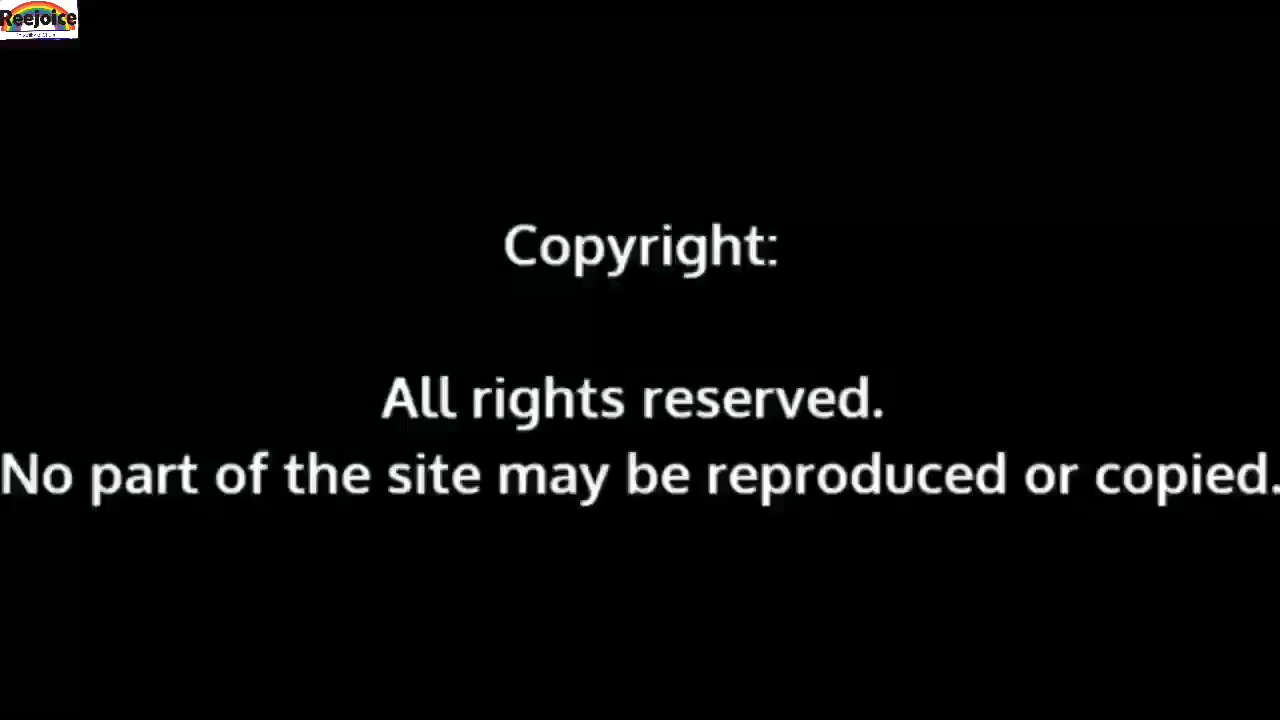 Reejoice
Copyright:
All rights reserved.
No part of the site may be reproduced or copied.